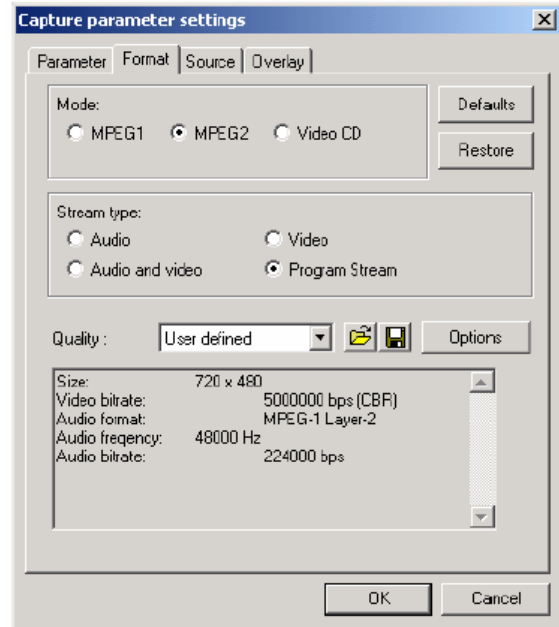 Capture parameter settings
Parameter Format Source Overlay
Mode:
MPEG1 MPEG2 Video CD
Defaults
Restore
Stream type:
Audio Video
Audio and video Program Stream
Quality : User defined Options
Size: 720 x 480
Video bitrate: 5000000 bps (CBR)
Audio format: MPEG-1 Layer-2
Audio freqency: 48000 Hz
Audio bitrate: 224000 bps
OK Cancel